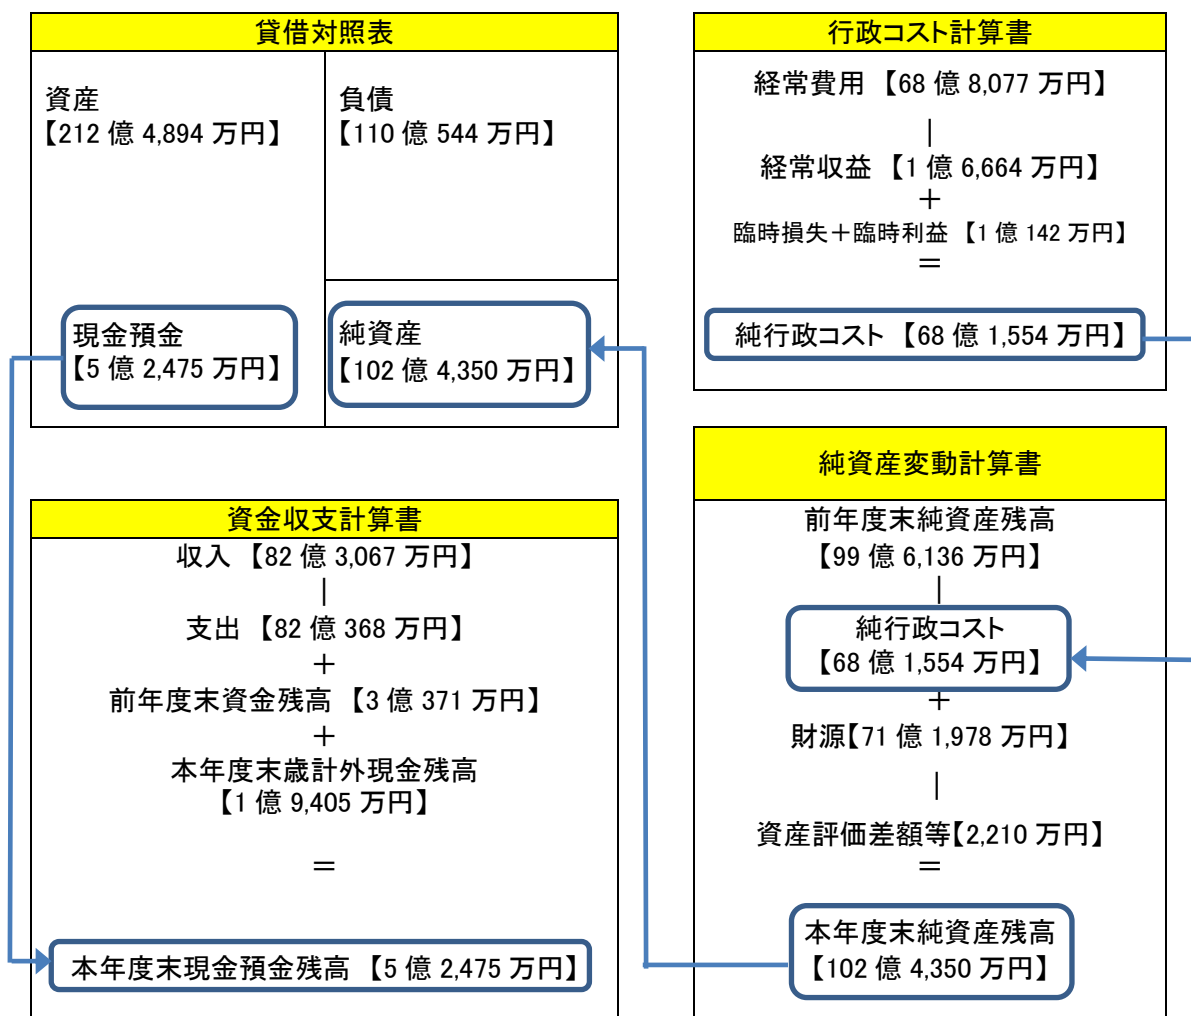 貸借対照表
資産
【212 億 4,894 万円】
負債
【110 億 544 万円】
現金預金
【5 億 2,475 万円】
純資産
【102 億 4,350 万円】
行政コスト計算書
経常費用 【68 億 8,077 万円】
|
経常収益 【1 億 6,664 万円】
＋
臨時損失＋臨時利益 【1 億 142 万円】
＝
純行政コスト 【68 億 1,554 万円】
資金収支計算書
収入 【82 億 3,067 万円】
|
支出 【82 億 368 万円】
＋
前年度末資金残高 【3 億 371 万円】
＋
本年度末歳計外現金残高
【1 億 9,405 万円】
＝
本年度末現金預金残高 【5 億 2,475 万円】
純資産変動計算書
前年度末純資産残高
【99 億 6,136 万円】
|
純行政コスト
【68 億 1,554 万円】
＋
財源【71 億 1,978 万円】
|
資産評価差額等【2,210 万円】
＝
本年度末純資産残高
【102 億 4,350 万円】